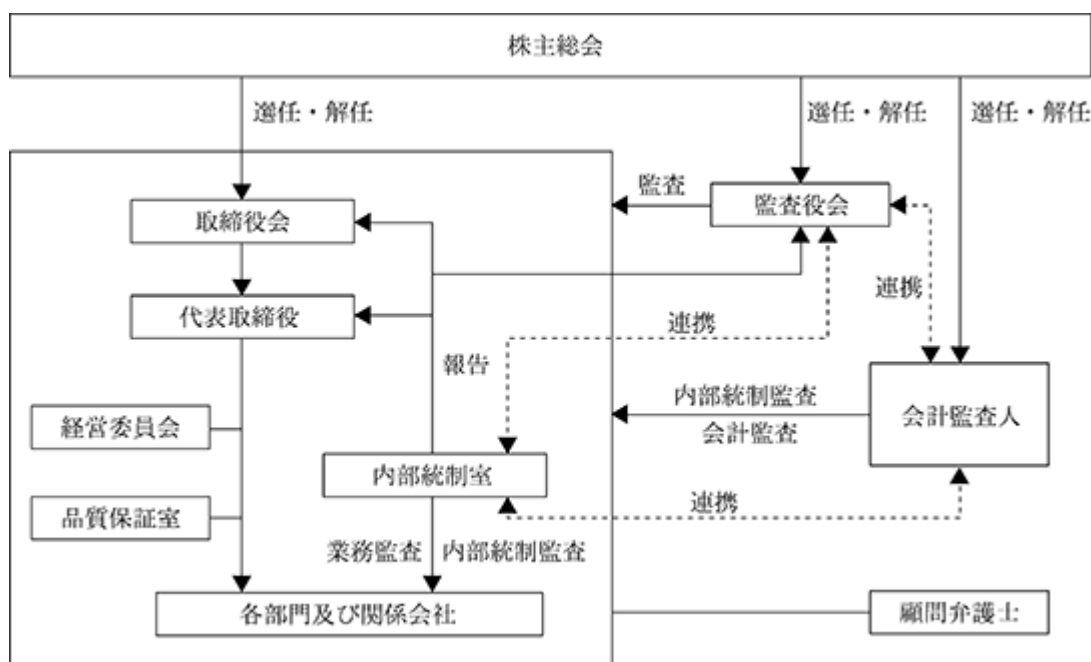 株主総会
選任・解任
選任・解任
選任・解任
監査
監査役会
取締役会
連携
代表取締役
連携
報告
内部統制監査
会計監査
会計監査人
経営委員会
内部統制室
連携
品質保証室
業務監査
内部統制監査
各部門及び関係会社
顧問弁護士